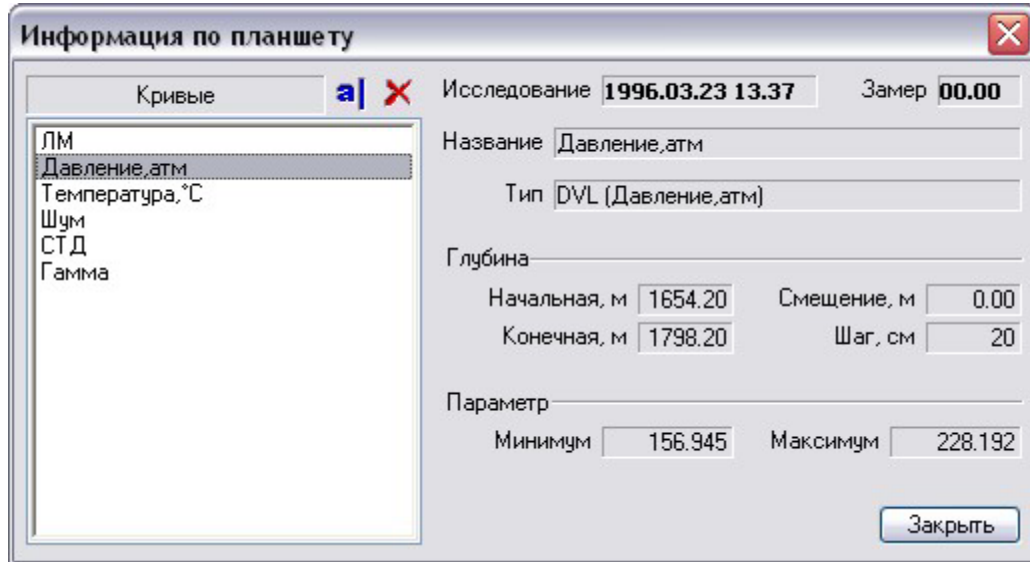 Информация по планшету
Кривые a|
ЛМ
Давление,атм
Температура,°C
Шум
СТД
Гамма
Исследование 1996.03.23 13.37 Замер 00.00
Название Давление,атм
Тип DVL (Давление,атм)
Глубина
Начальная, м 1654.20 Смещение, м 0.00
Конечная, м 1798.20 Шаг, см 20
Параметр
Минимум 156.945 Максимум 228.192
Закрыть